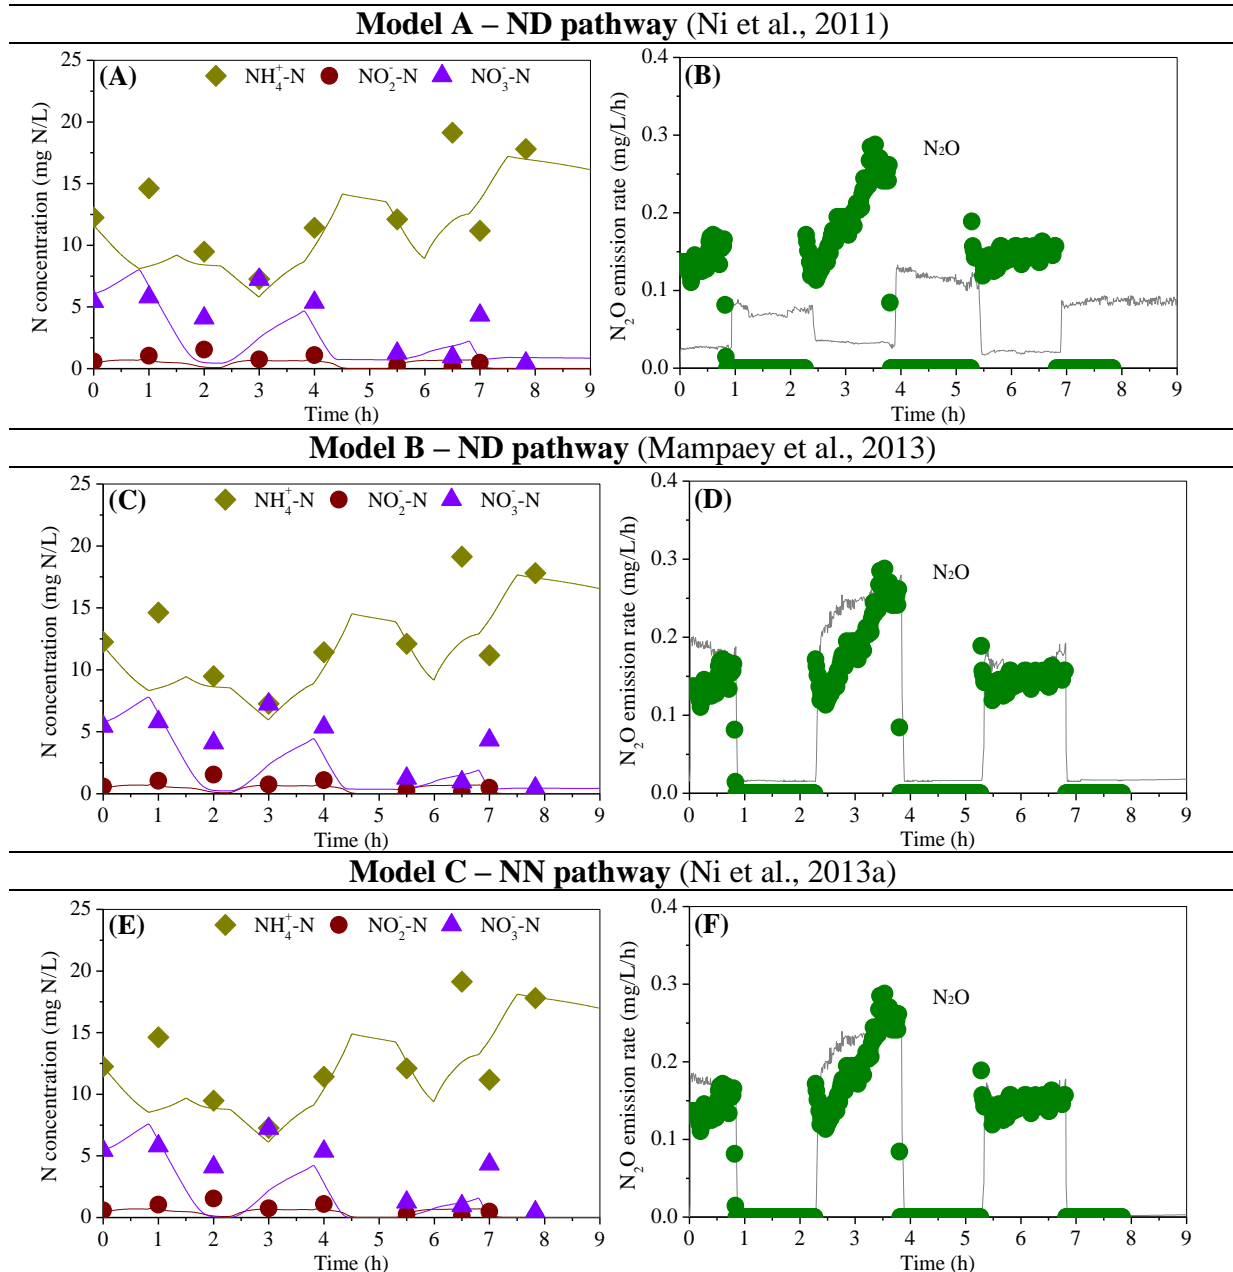 Model A – ND pathway (Ni et al., 2011)
(A) NH₄⁺-N NO₂⁻-N NO₃⁻-N
N concentration (mg N/L)
25
20
15
10
5
0
0 1 2 3 4 5 6 7 8 9
Time (h)
(B)
N₂O
N₂O emission rate (mg/L/h)
0.4
0.3
0.2
0.1
0.0
0 1 2 3 4 5 6 7 8 9
Time (h)
Model B – ND pathway (Mampaey et al., 2013)
(C) NH₄⁺-N NO₂⁻-N NO₃⁻-N
N concentration (mg N/L)
25
20
15
10
5
0
0 1 2 3 4 5 6 7 8 9
Time (h)
(D)
N₂O
N₂O emission rate (mg/L/h)
0.4
0.3
0.2
0.1
0.0
0 1 2 3 4 5 6 7 8 9
Time (h)
Model C – NN pathway (Ni et al., 2013a)
(E) NH₄⁺-N NO₂⁻-N NO₃⁻-N
N concentration (mg N/L)
25
20
15
10
5
0
0 1 2 3 4 5 6 7 8 9
Time (h)
(F)
N₂O
N₂O emission rate (mg/L/h)
0.4
0.3
0.2
0.1
0.0
0 1 2 3 4 5 6 7 8 9
Time (h)